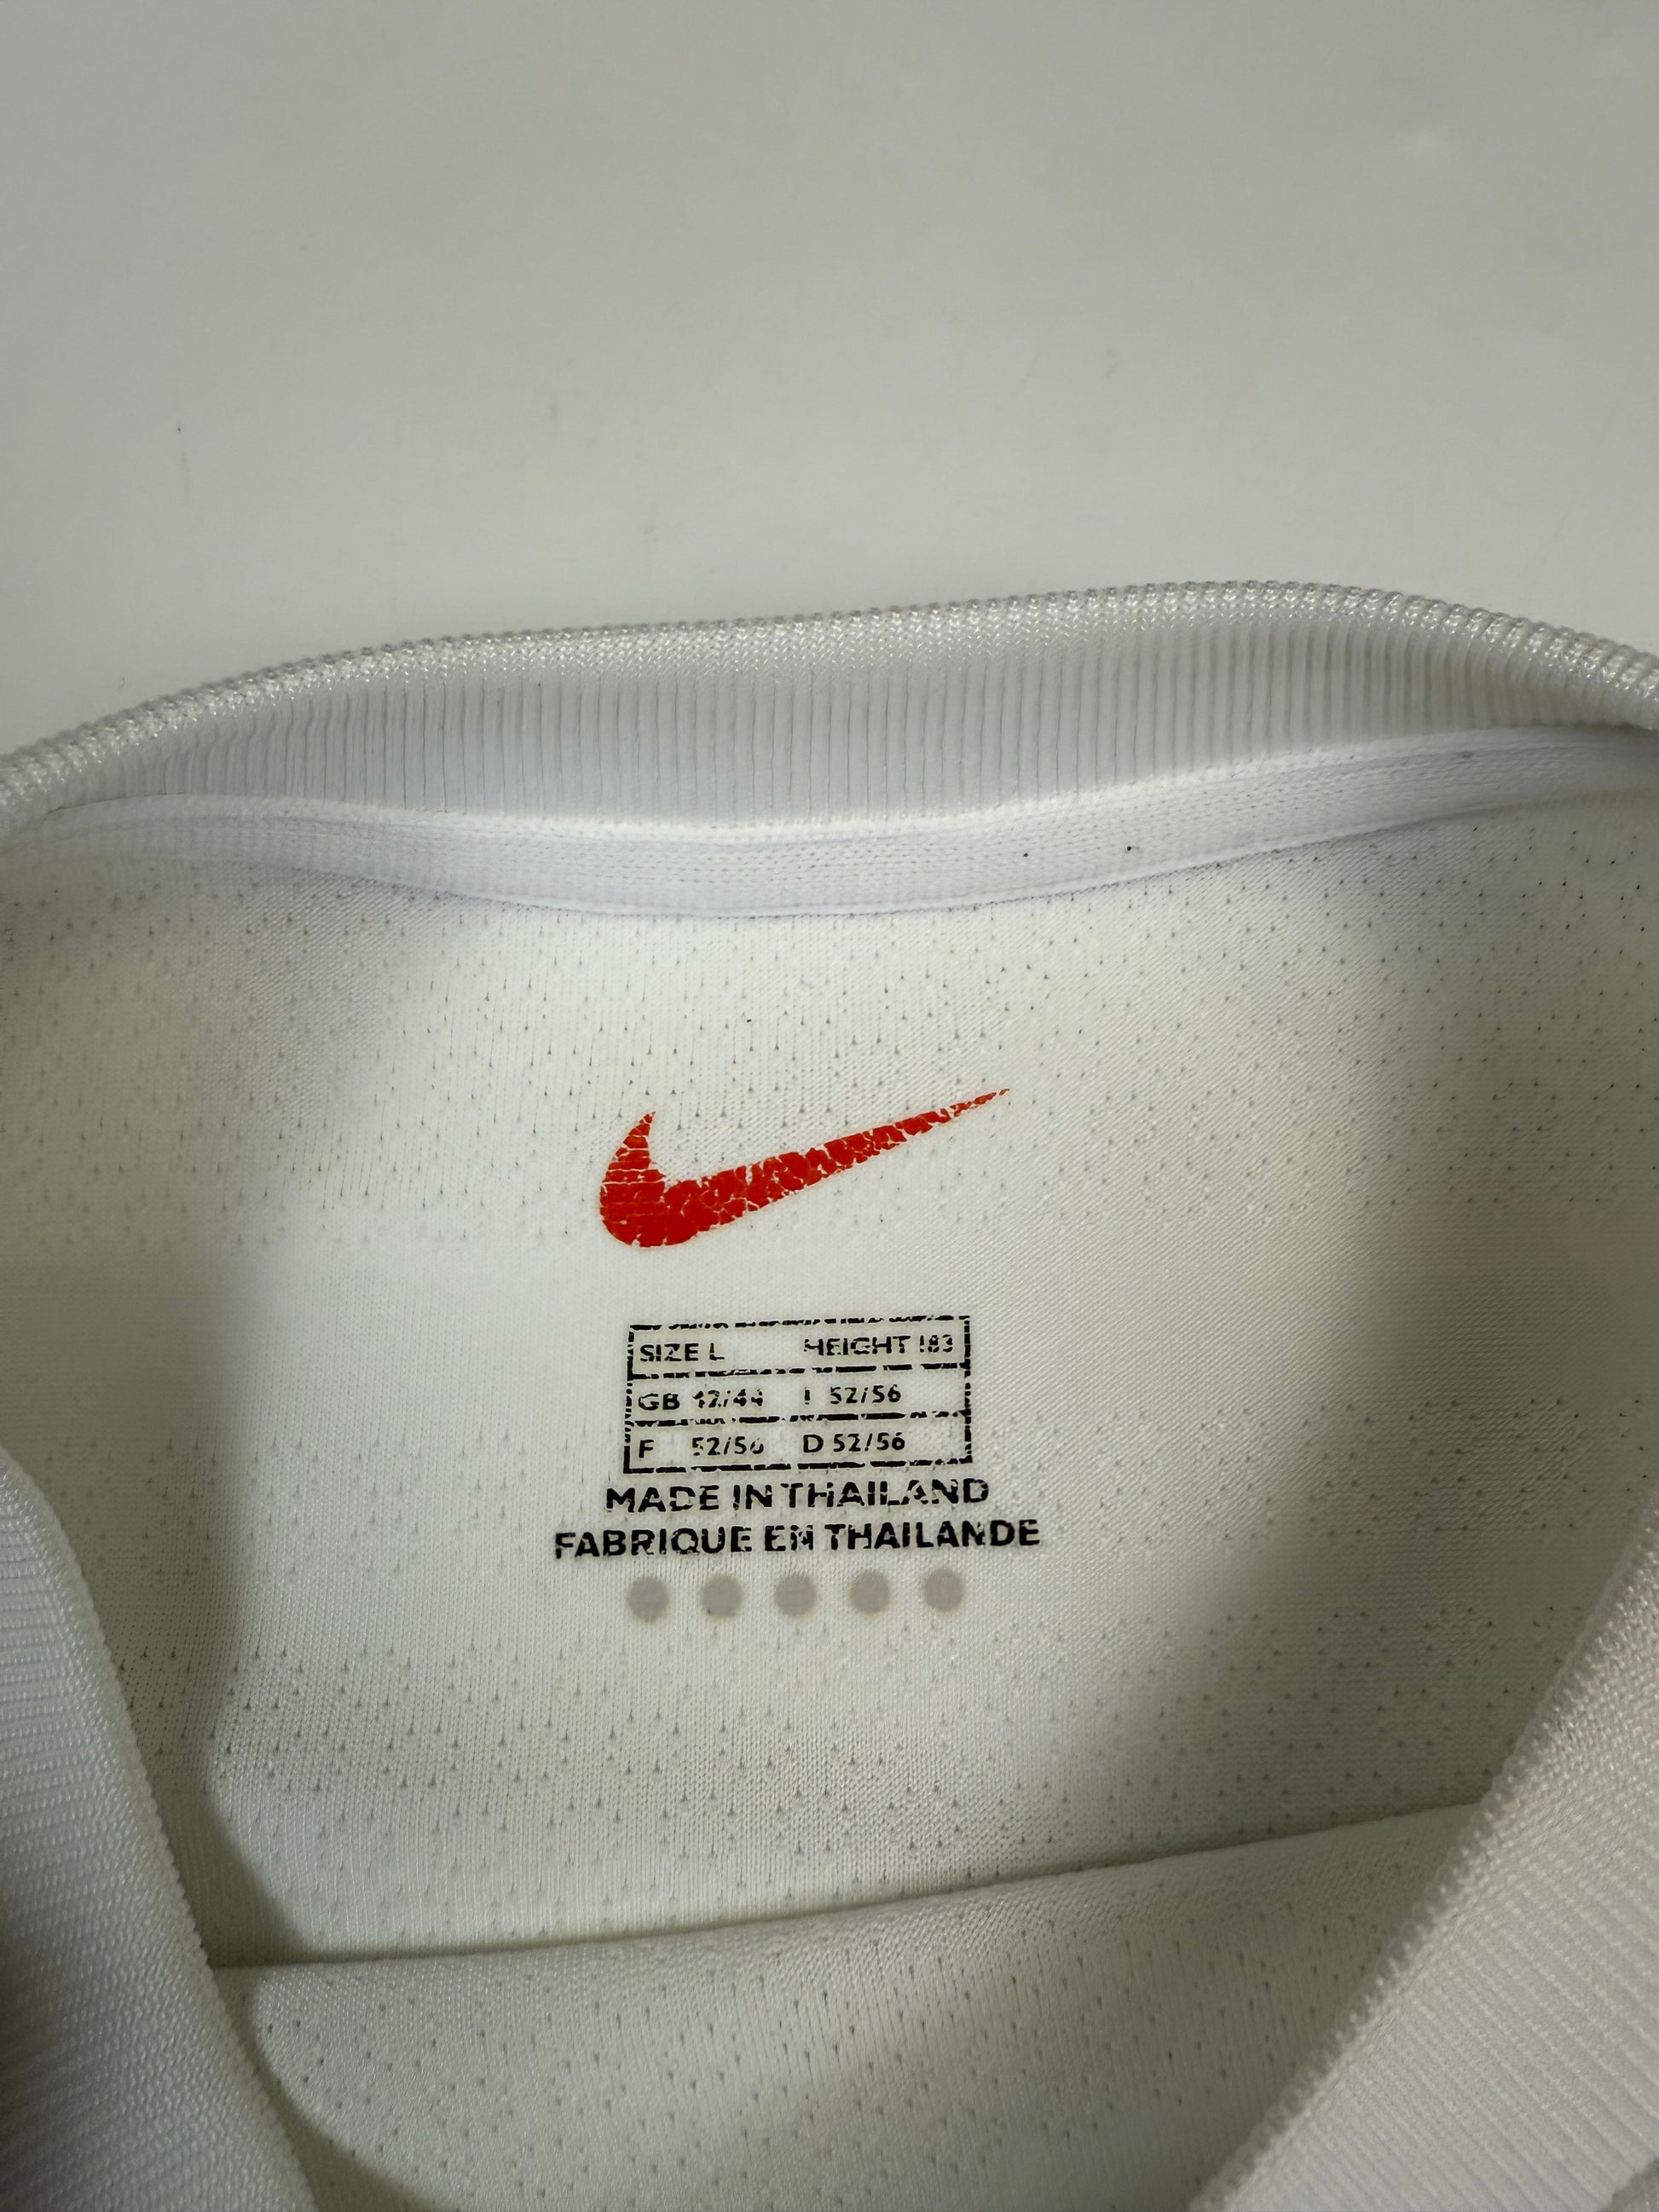 SIZE L HEIGHT 183
GB 42/44 I 52/56
F 52/56 D 52/56
MADE IN THAILAND
FABRIQUE EN THAILANDE